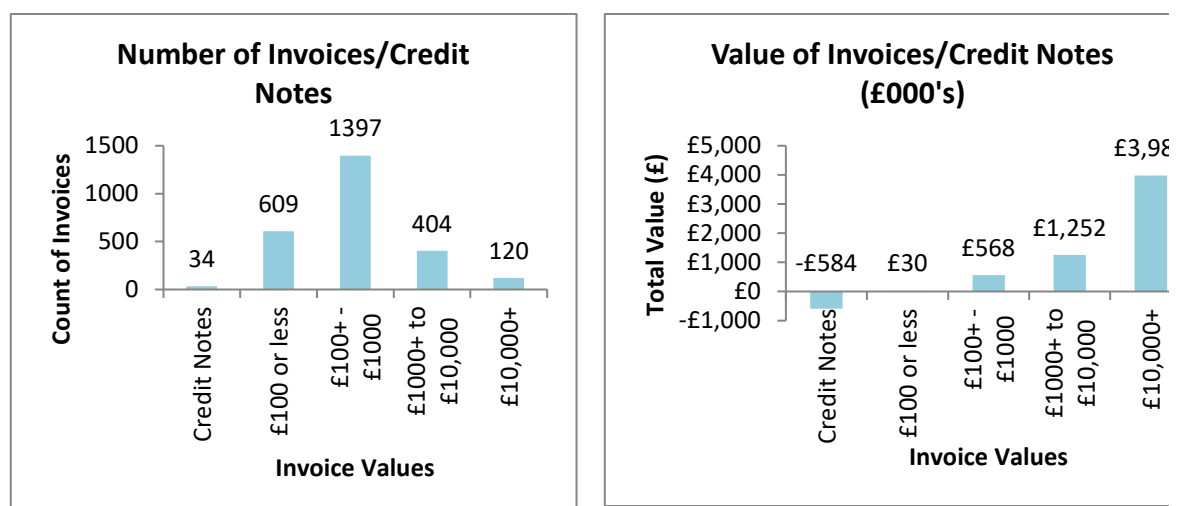 Number of Invoices/Credit
Notes
Count of Invoices
1500
1000
500
0
34
609
1397
404
120
Credit Notes
£100 or less
£100+ -
£1000
£1000+ to
£10,000
£10,000+
Invoice Values
Value of Invoices/Credit Notes
(£000's)
Total Value (£)
£5,000
£4,000
£3,000
£2,000
£1,000
£0
-£1,000
-£584
£30
£568
£1,252
£3,98
Credit Notes
£100 or less
£100+ -
£1000
£1000+ to
£10,000
£10,000+
Invoice Values